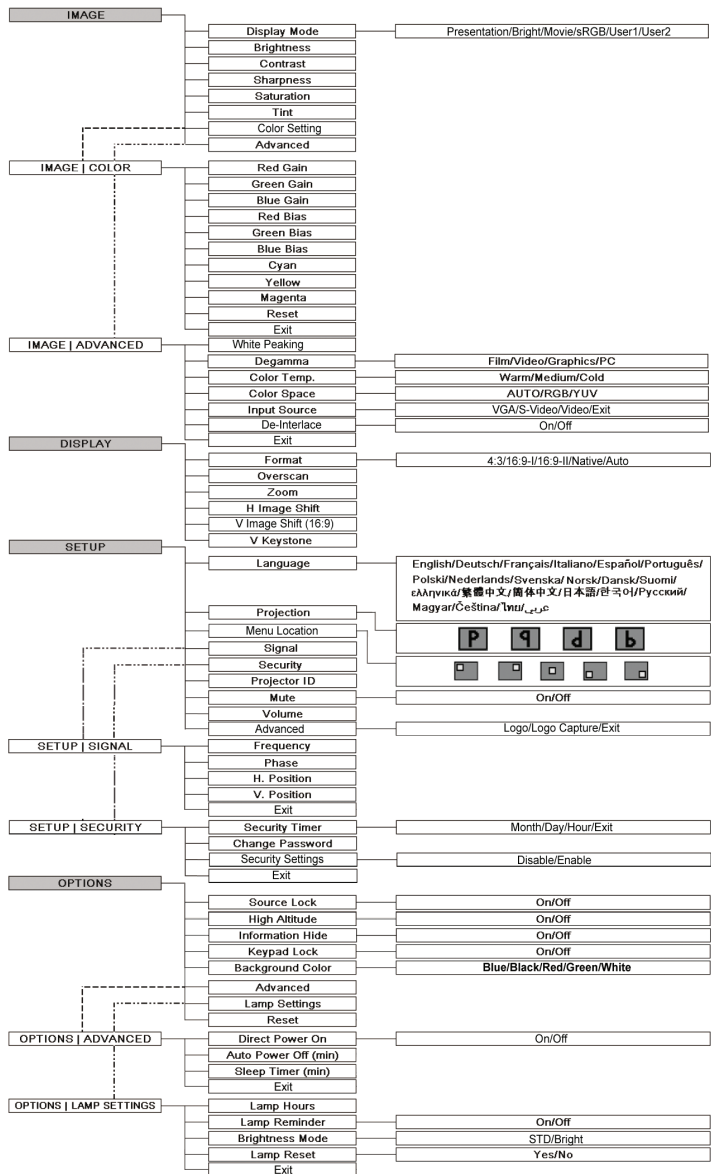 IMAGE
Display Mode
Presentation/Bright/Movie/sRGB/User1/User2
Brightness
Contrast
Sharpness
Saturation
Tint
Color Setting
Advanced
IMAGE | COLOR
Red Gain
Green Gain
Blue Gain
Red Bias
Green Bias
Blue Bias
Cyan
Yellow
Magenta
Reset
Exit
IMAGE | ADVANCED
White Peaking
Degamma
Film/Video/Graphics/PC
Color Temp.
Warm/Medium/Cold
Color Space
AUTO/RGB/YUV
Input Source
VGA/S-Video/Video/Exit
De-Interlace
On/Off
Exit
DISPLAY
Format
4:3/16:9-I/16:9-II/Native/Auto
Overscan
Zoom
H Image Shift
V Image Shift (16:9)
V Keystone
SETUP
Language
English/Deutsch/Français/Italiano/Español/Português/
Polski/Nederlands/Svenska/ Norsk/Dansk/Suomi/
ελληνικά/繁體中文/简体中文/日本語/한국어/Русский/
Magyar/Čeština/ไทย/عربي
Projection
P
Menu Location
Signal
Security
Projector ID
Mute
On/Off
Volume
Advanced
Logo/Logo Capture/Exit
SETUP | SIGNAL
Frequency
Phase
H. Position
V. Position
Exit
SETUP | SECURITY
Security Timer
Month/Day/Hour/Exit
Change Password
Security Settings
Disable/Enable
Exit
OPTIONS
Source Lock
On/Off
High Altitude
On/Off
Information Hide
On/Off
Keypad Lock
On/Off
Background Color
Blue/Black/Red/Green/White
Advanced
Lamp Settings
Reset
OPTIONS | ADVANCED
Direct Power On
On/Off
Auto Power Off (min)
Sleep Timer (min)
Exit
OPTIONS | LAMP SETTINGS
Lamp Hours
Lamp Reminder
On/Off
Brightness Mode
STD/Bright
Lamp Reset
Yes/No
Exit